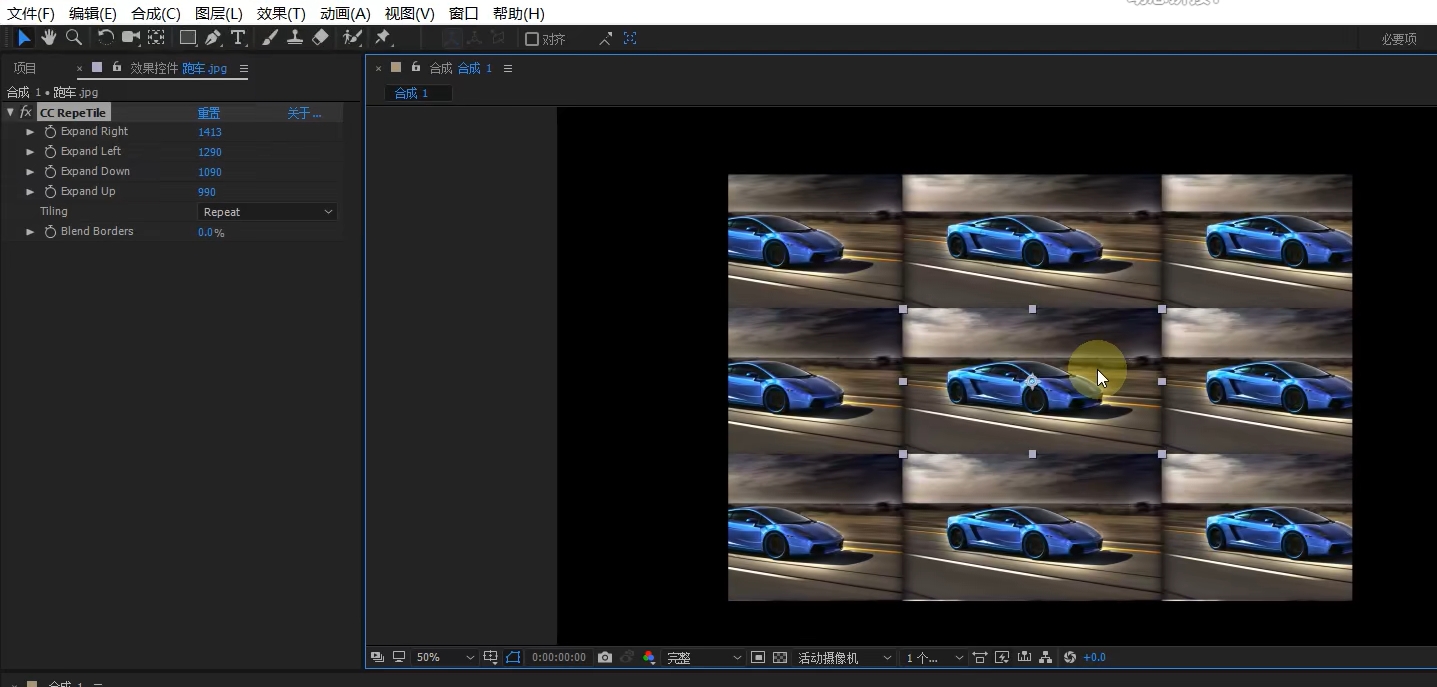 文件(F) 编辑(E) 合成(C) 图层(L) 效果(T) 动画(A) 视图(V) 窗口 帮助(H)
对齐 必要项
项目 × 效果控件 跑车.jpg × 合成 合成 1
合成 1 • 跑车.jpg
合成 1
fx CC RepeTile 重置 关于...
Expand Right 1413
Expand Left 1290
Expand Down 1090
Expand Up 990
Tiling Repeat
Blend Borders 0.0%
50% 0:00:00:00 完整 活动摄像机 1个... +0.0
合成 1